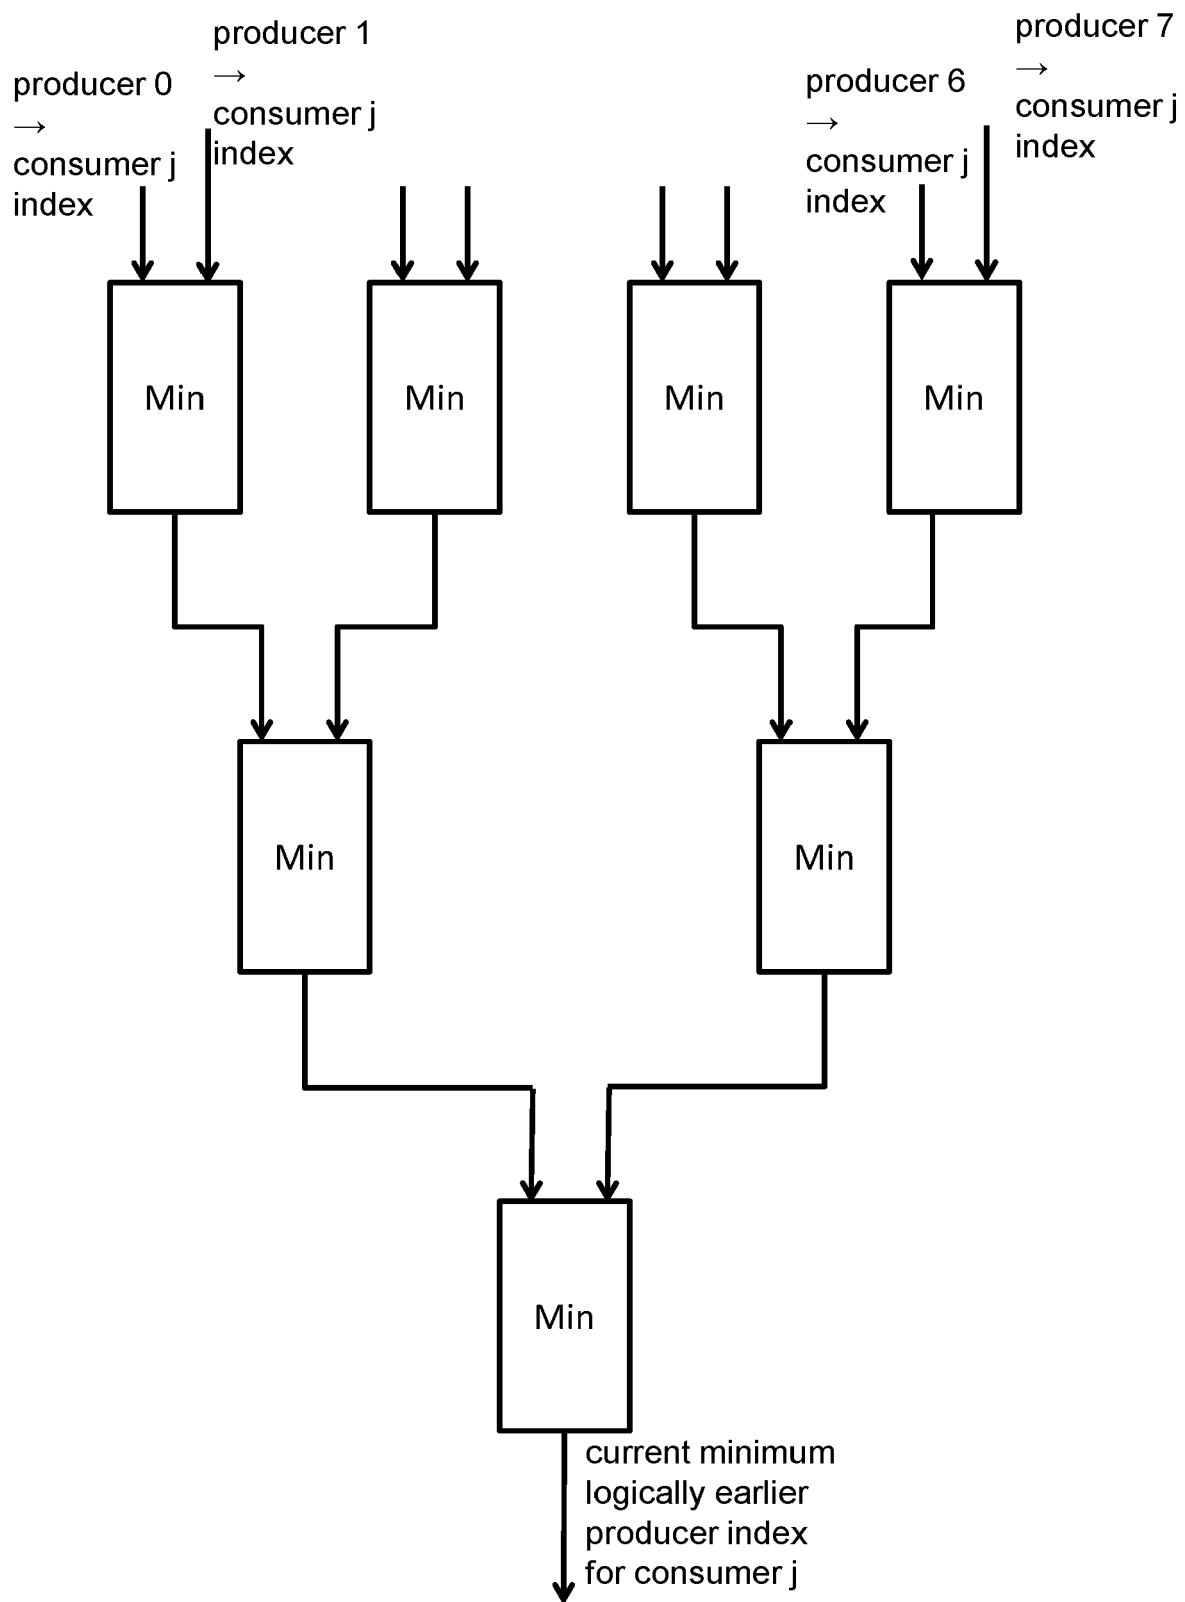 producer 0
→
consumer j
index
producer 1
→
consumer j
index
producer 6
→
consumer j
index
producer 7
→
consumer j
index
Min
Min
Min
Min
Min
Min
Min
current minimum
logically earlier
producer index
for consumer j